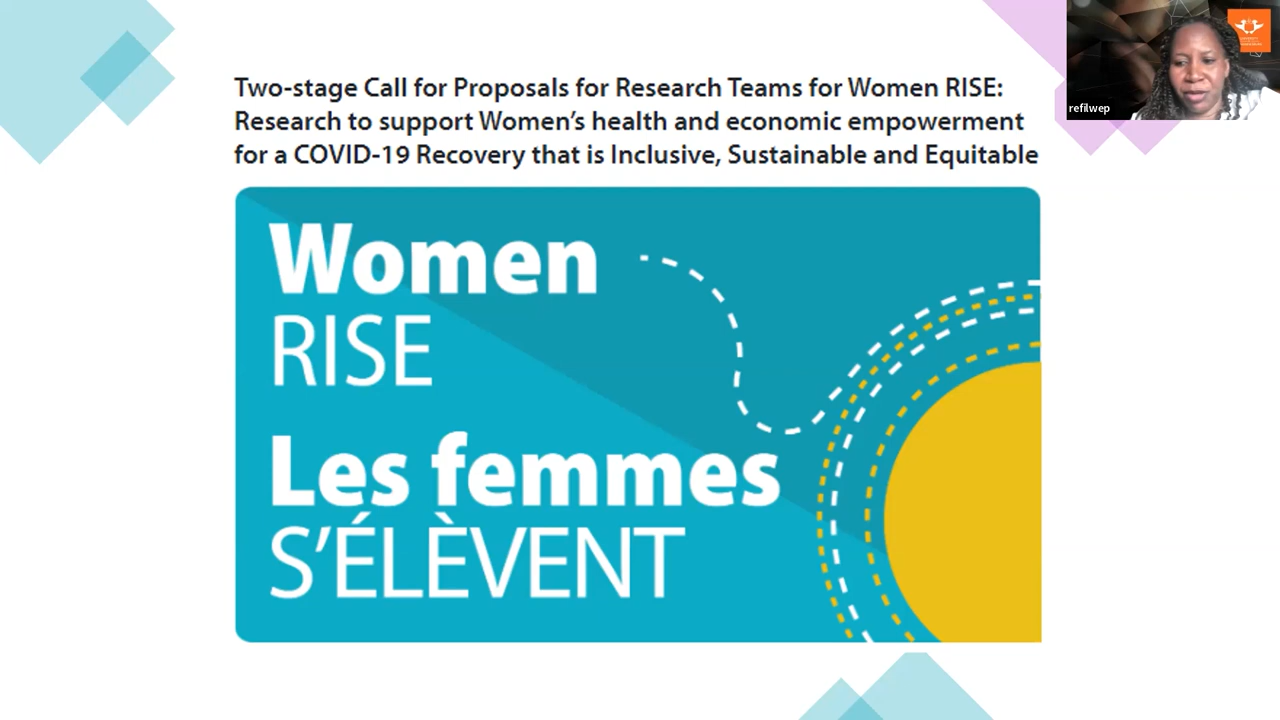 Two-stage Call for Proposals for Research Teams for Women RISE:
Research to support Women's health and economic empowerment
for a COVID-19 Recovery that is Inclusive, Sustainable and Equitable
refilwep
Women
RISE
Les femmes
S'ÉLÈVENT